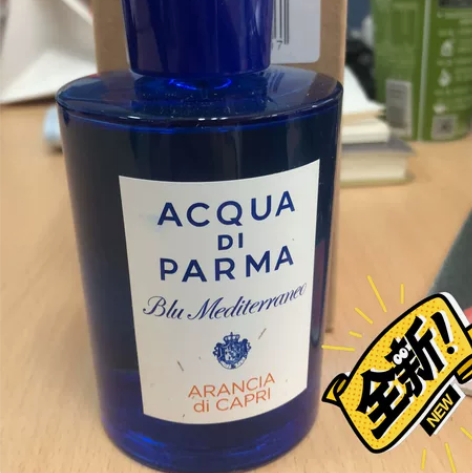 ACQUA
DI
PARMA
Blu Mediterraneo
ARANCIA
di CAPRI
全新!
NEW